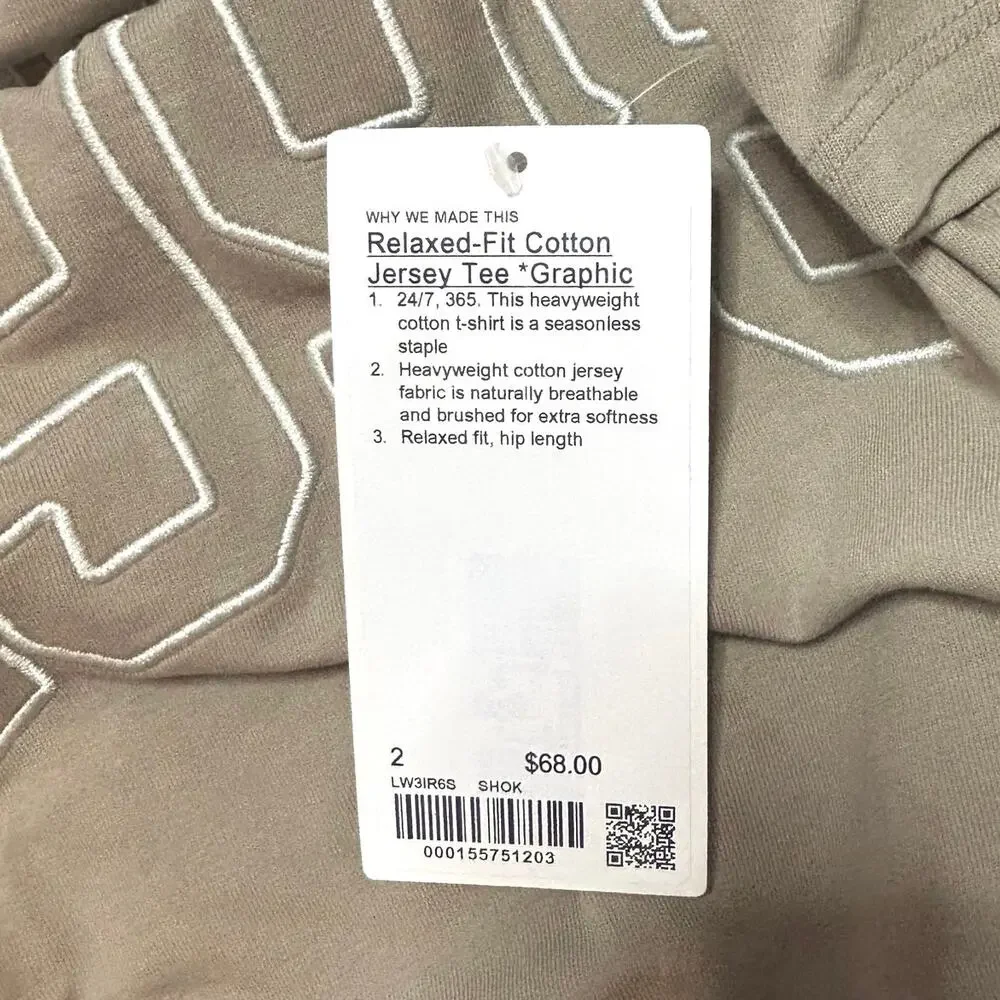 WHY WE MADE THIS
Relaxed-Fit Cotton
Jersey Tee *Graphic
1. 24/7, 365. This heavyweight
cotton t-shirt is a seasonless
staple
2. Heavyweight cotton jersey
fabric is naturally breathable
and brushed for extra softness
3. Relaxed fit, hip length
2 $68.00
LW3IR6S SHOK
000155751203